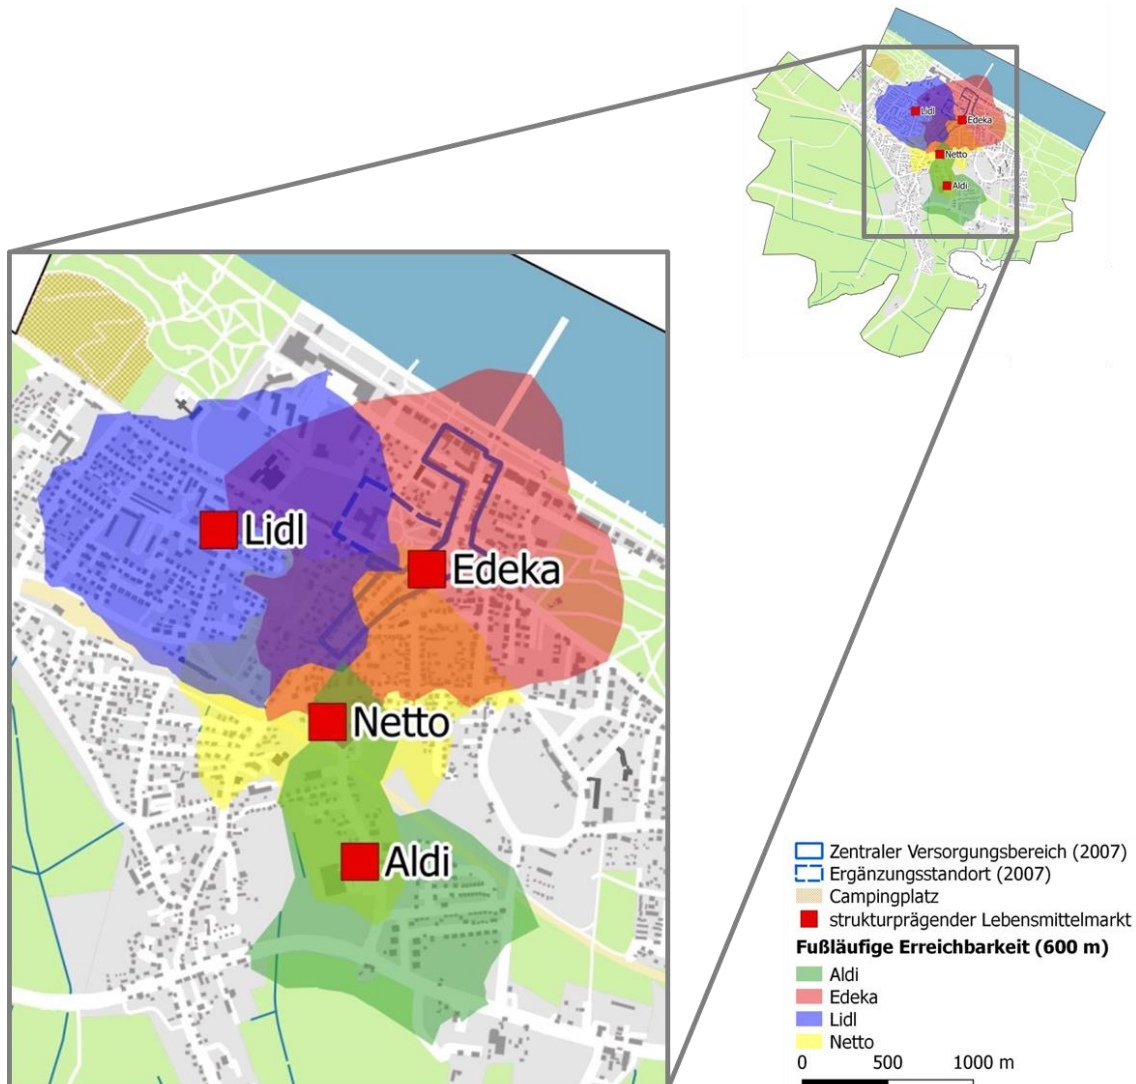 Lidl
Edeka
Netto
Aldi
Lidl
Edeka
Netto
Aldi
Zentraler Versorgungsbereich (2007)
Ergänzungsstandort (2007)
Campingplatz
strukturprägender Lebensmittelmarkt
Fußläufige Erreichbarkeit (600 m)
Aldi
Edeka
Lidl
Netto
0 500 1000 m